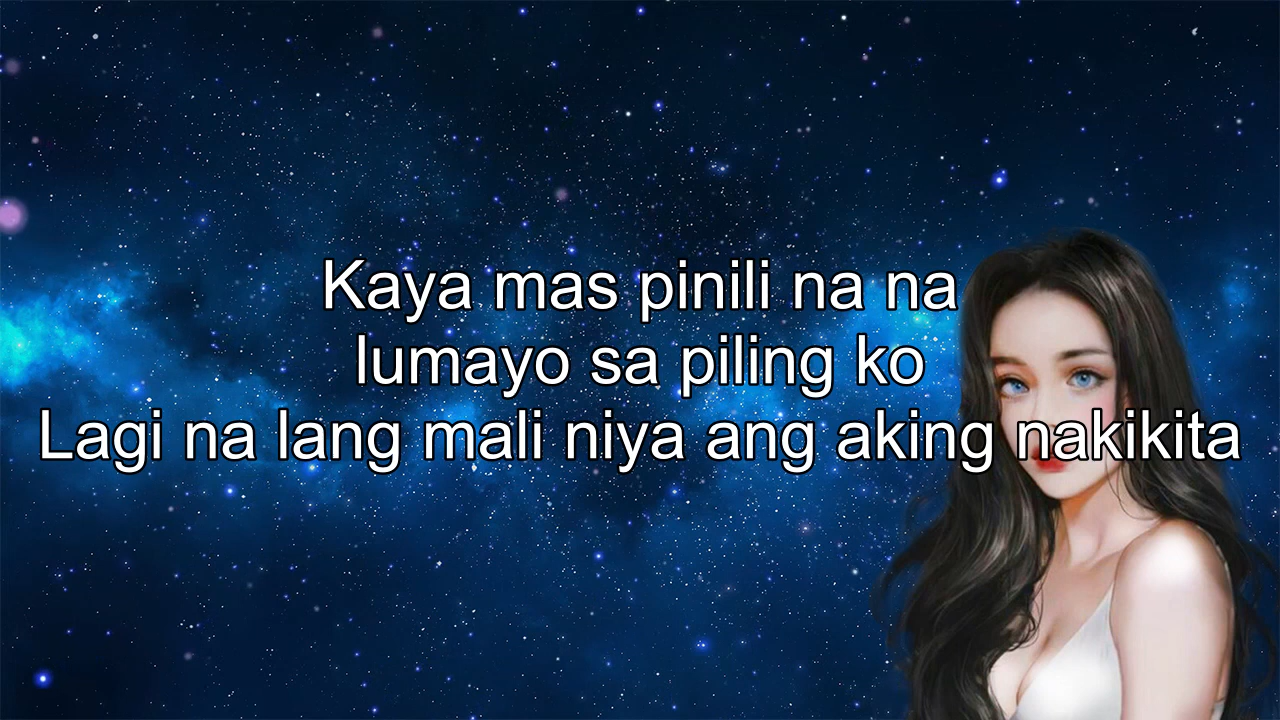 Kaya mas pinili na na
lumayo sa piling ko
Lagi na lang mali niya ang aking nakikita